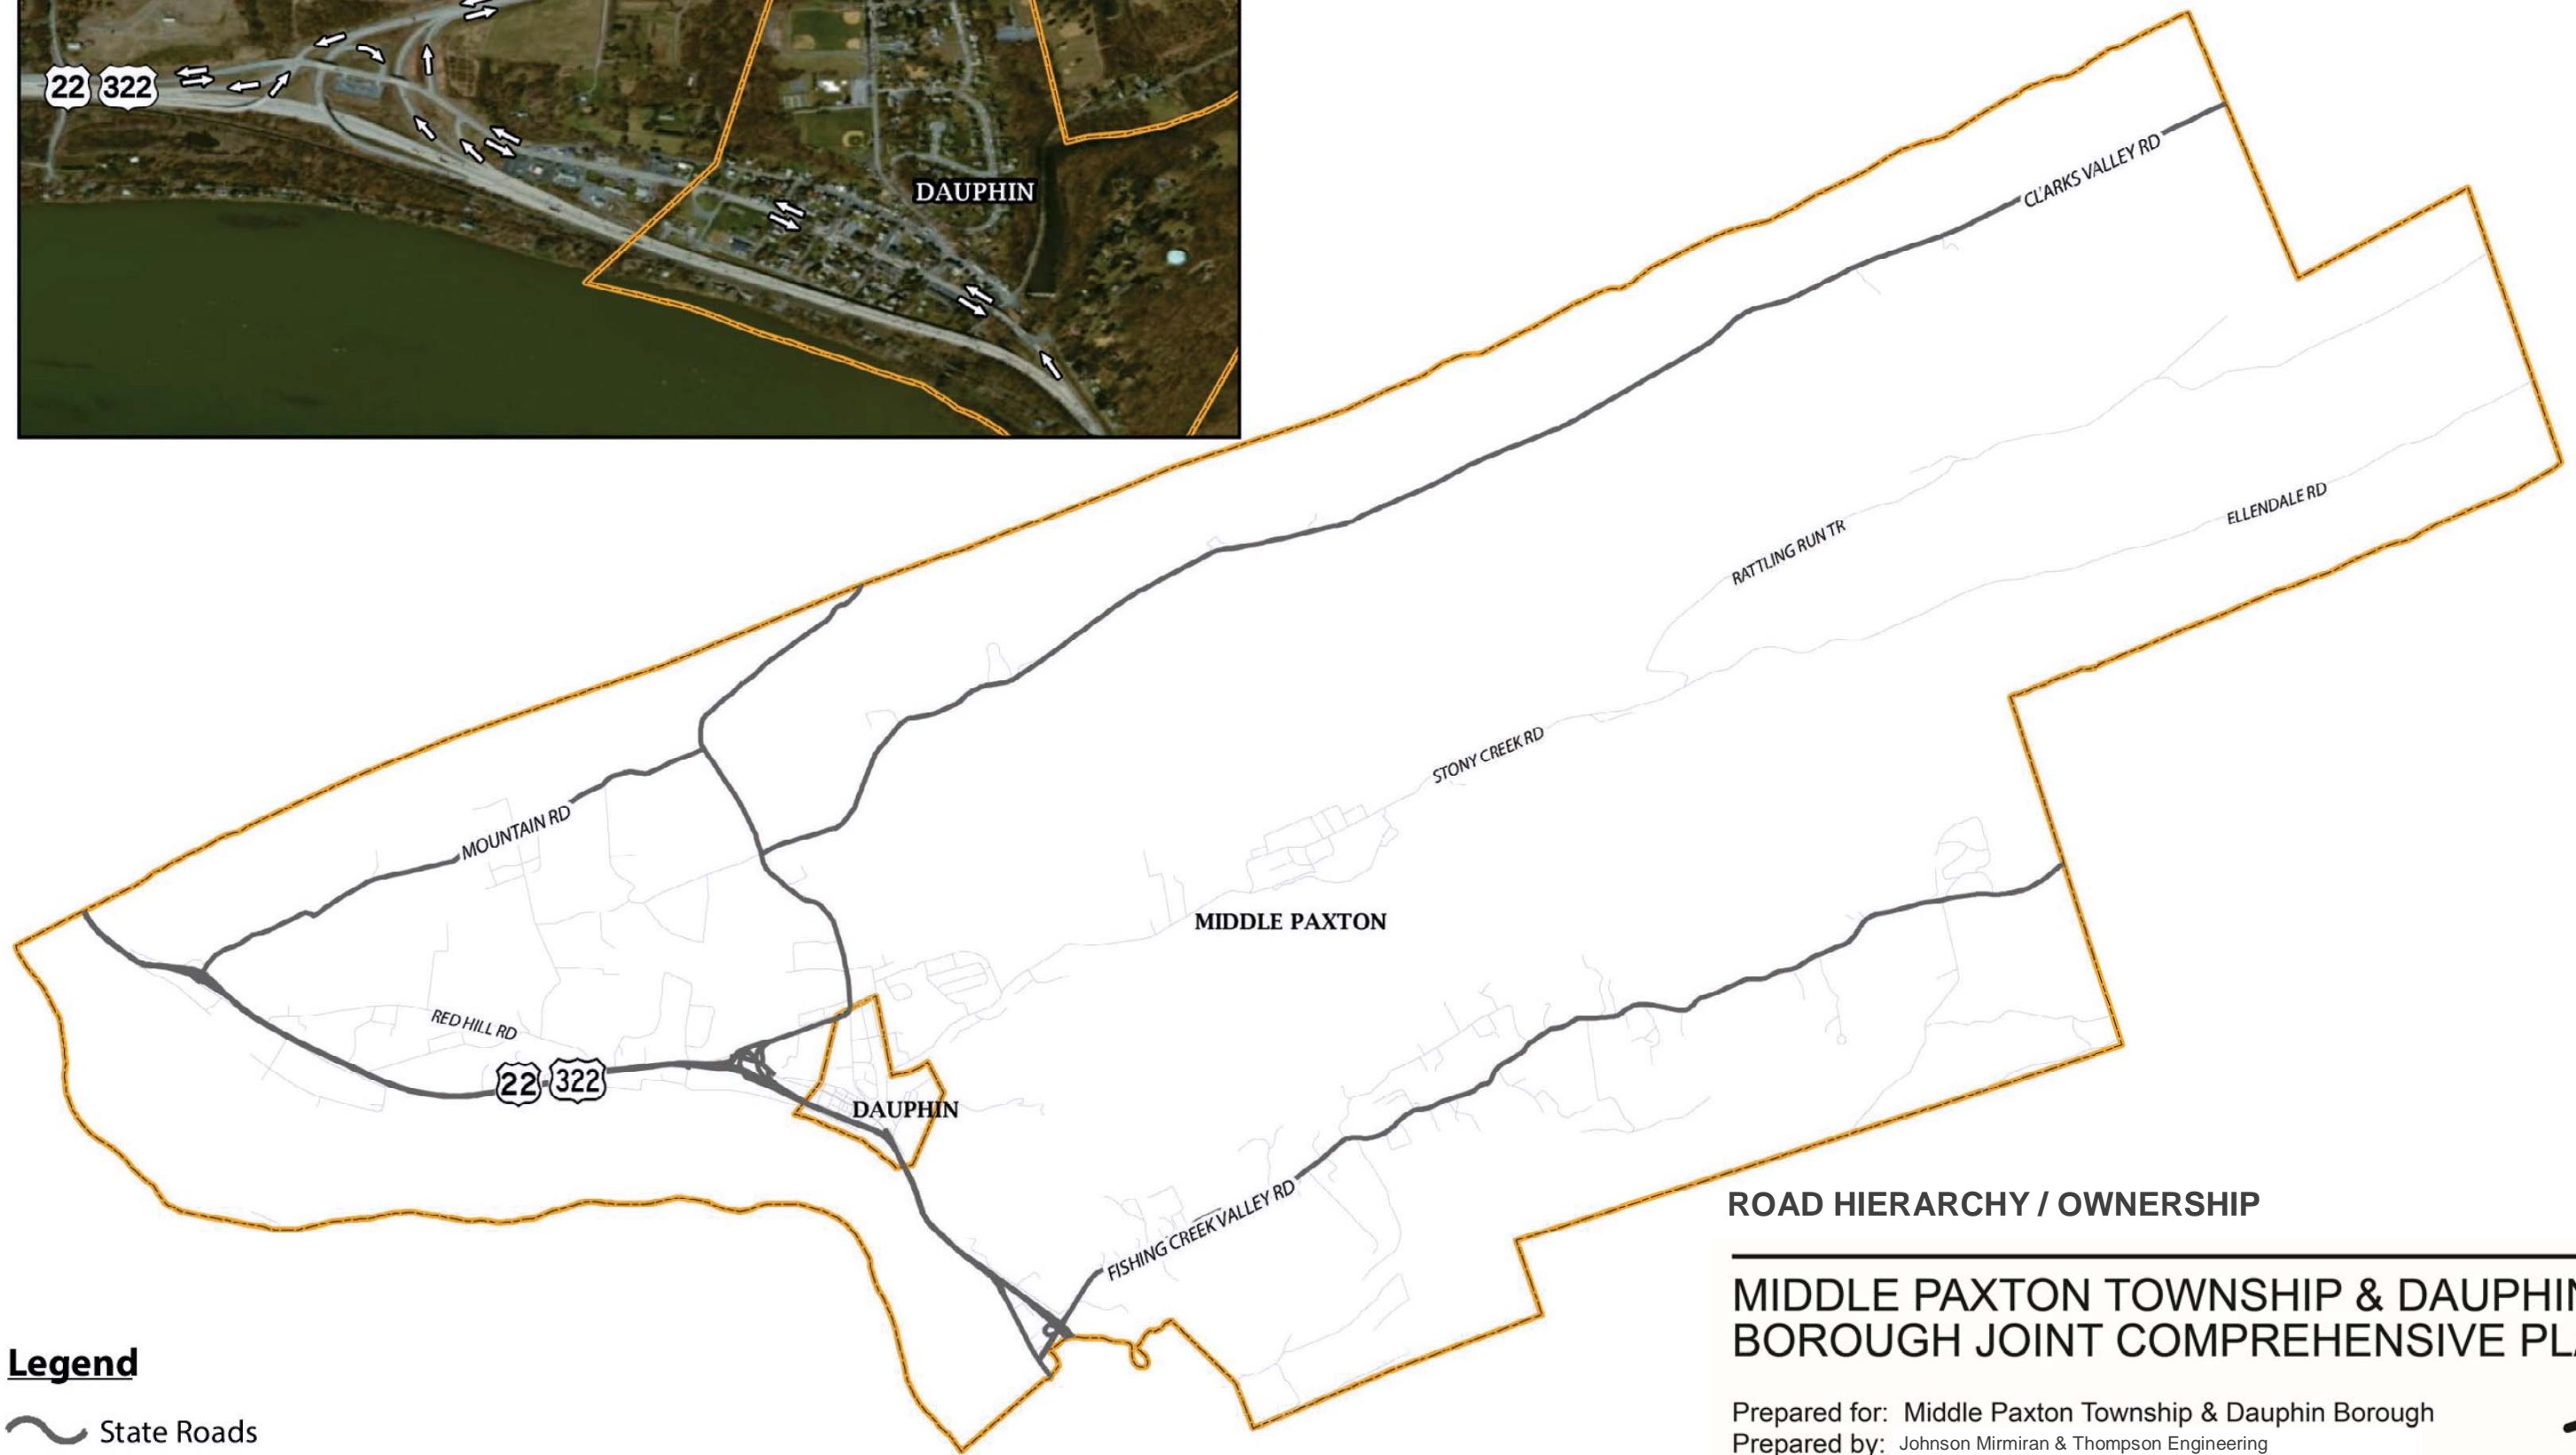 22 322
DAUPHIN
CLARKS VALLEY RD
RATTLING RUN TR
ELLENDALE RD
STONY CREEK RD
MOUNTAIN RD
MIDDLE PAXTON
RED HILL RD
22 322
DAUPHIN
FISHING CREEK VALLEY RD
ROAD HIERARCHY / OWNERSHIP
MIDDLE PAXTON TOWNSHIP & DAUPHIN
BOROUGH JOINT COMPREHENSIVE
Prepared for: Middle Paxton Township & Dauphin Borough
Prepared by: Johnson Mirmiran & Thompson Engineering
Legend
State Roads